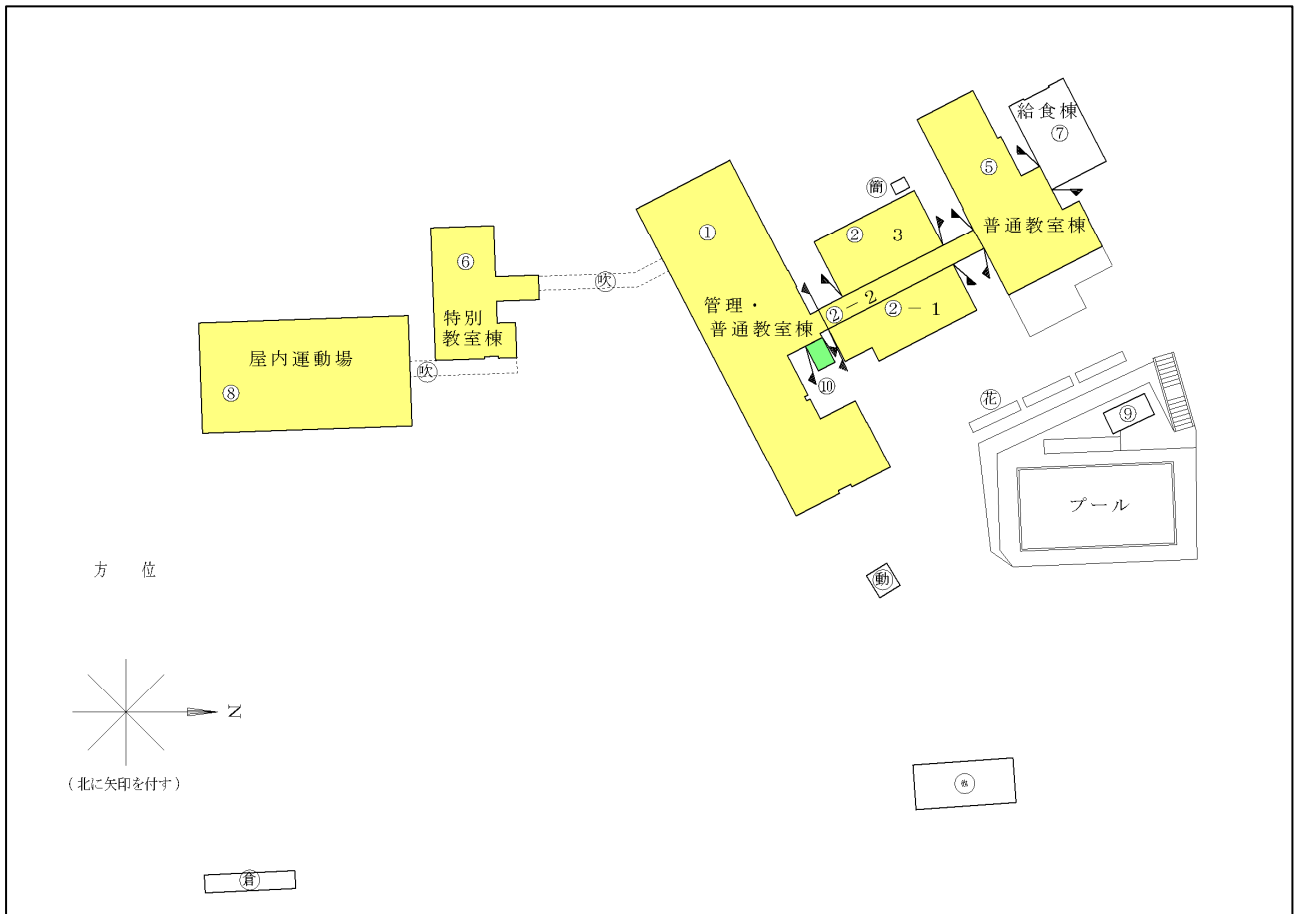 給食棟
⑦
⑤
簡
普通教室棟
② 3
①
⑥
吹
②－2
②－1
管理・
普通教室棟
特別
教室棟
屋内運動場
吹
⑧
⑩
花
⑨
プール
方 位
動
N
(北に矢印を付す)
倉